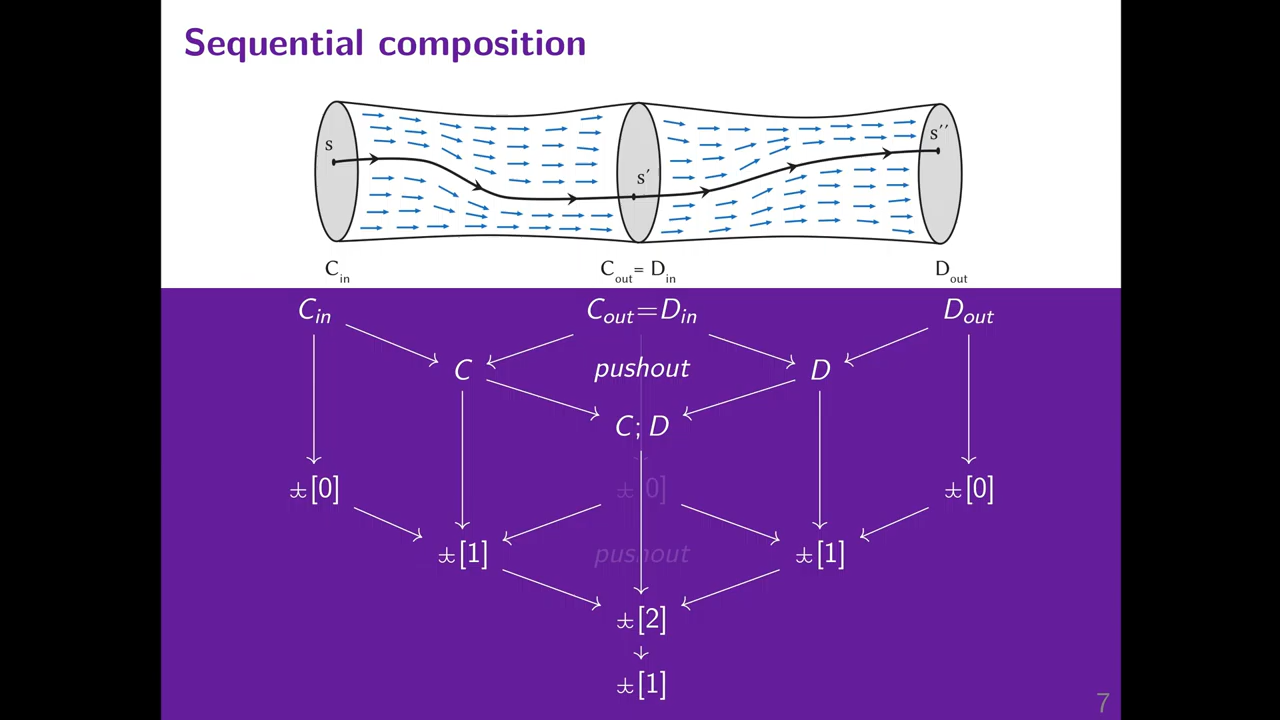 Sequential composition
s
s′
s′′
C_in
C_out = D_in
D_out
C_in
C_out=D_in
D_out
C
pushout
D
C;D
⩲[0]
⩲[0]
⩲[0]
⩲[1]
pushout
⩲[1]
⩲[2]
⩲[1]
7